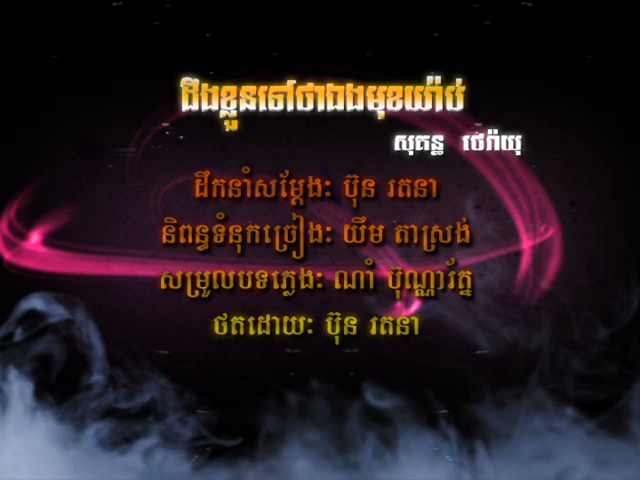 ដឹងខ្លួនទៅថាឯងមុខយ៉ាប់
សុគន្ធ ថេរ៉ាយុ
ដឹកនាំសម្ដែងៈ ប៊ុន រតនា
និពន្ធទំនុកច្រៀងៈ យឹម តាស្រង់
សម្រួលបទភ្លេងៈ ណាំ ប៊ុណ្ណារ័ត្ន
ថតដោយៈ ប៊ុន រតនា